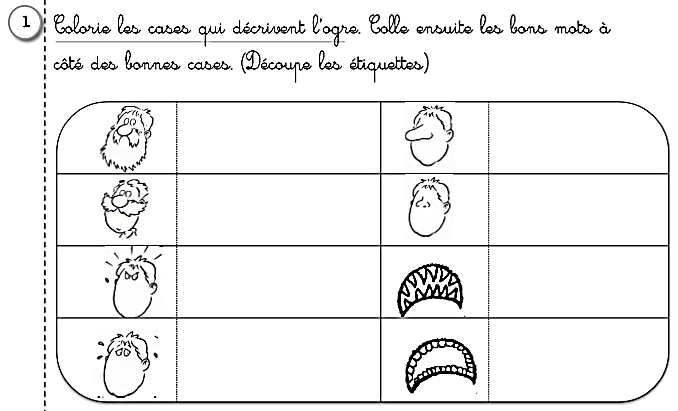 1 Colorie les cases qui décrivent l'ogre. Colle ensuite les bons mots à
côté des bonnes cases. (Découpe les étiquettes)